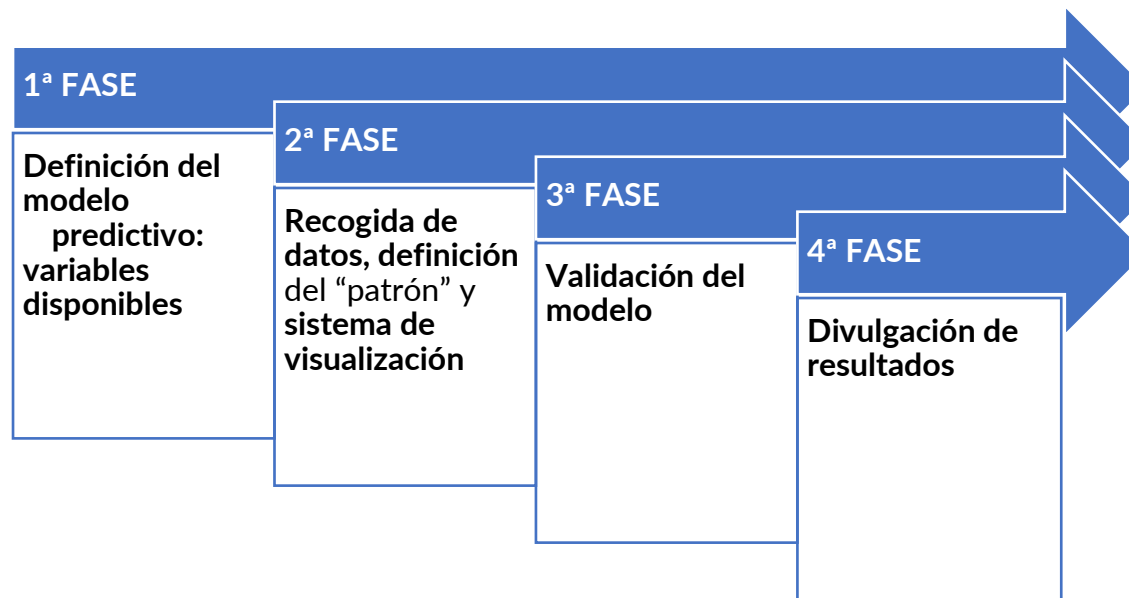 1ª FASE
Definición del
modelo
predictivo:
variables
disponibles
2ª FASE
Recogida de
datos, definición
del “patrón” y
sistema de
visualización
3ª FASE
Validación del
modelo
4ª FASE
Divulgación de
resultados